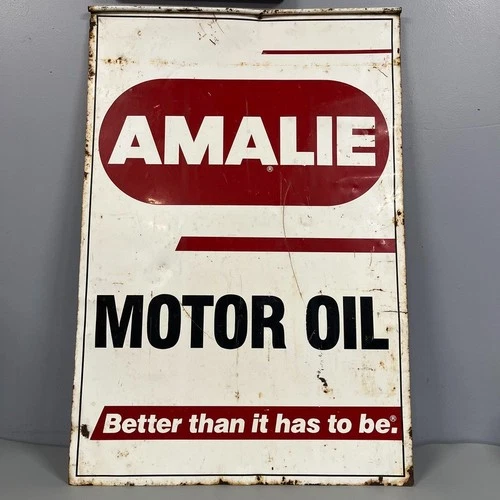 AMALIE®
MOTOR OIL
Better than it has to be.®